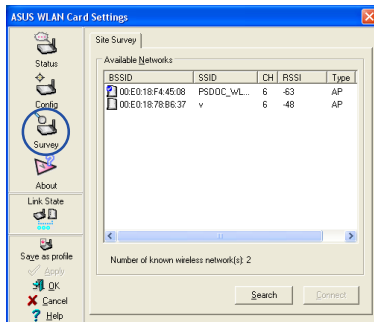 ASUS WLAN Card Settings
Status
Config
Survey
About
Link State
Save as profile
Apply
OK
Cancel
Help
Site Survey
Available Networks
BSSID SSID CH RSSI Type
00:E0:18:F4:45:08 PSDOC_WL... 6 -63 AP
00:E0:18:78:B6:37 v 6 -48 AP
Number of known wireless network(s): 2
Search Connect